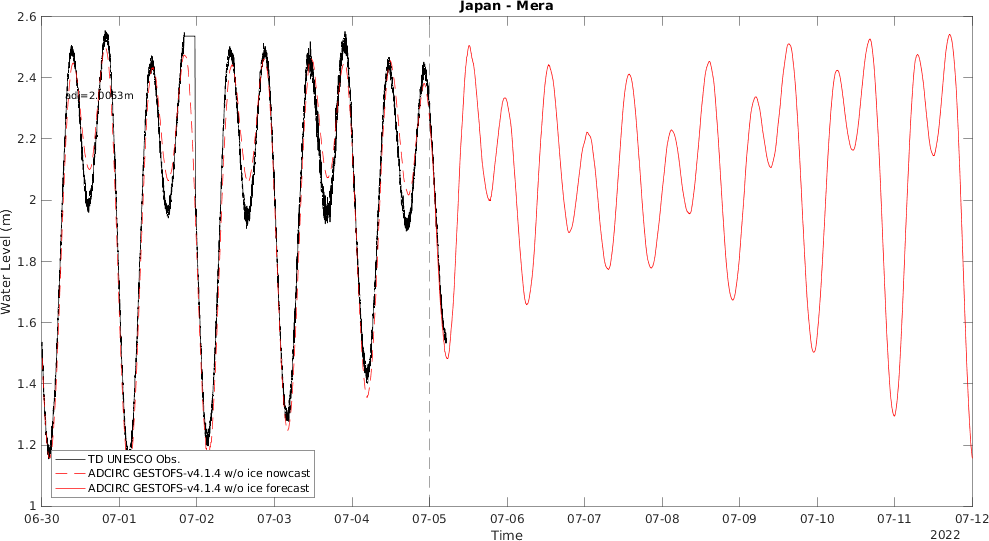 Japan - Mera
2.6
2.4
2.2
2
1.8
1.6
1.4
1.2
1
Water Level (m)
adj=2.0063m
TD UNESCO Obs.
ADCIRC GESTOFS-v4.1.4 w/o ice nowcast
ADCIRC GESTOFS-v4.1.4 w/o ice forecast
06-30 07-01 07-02 07-03 07-04 07-05 07-06 07-07 07-08 07-09 07-10 07-11 07-12
Time
2022